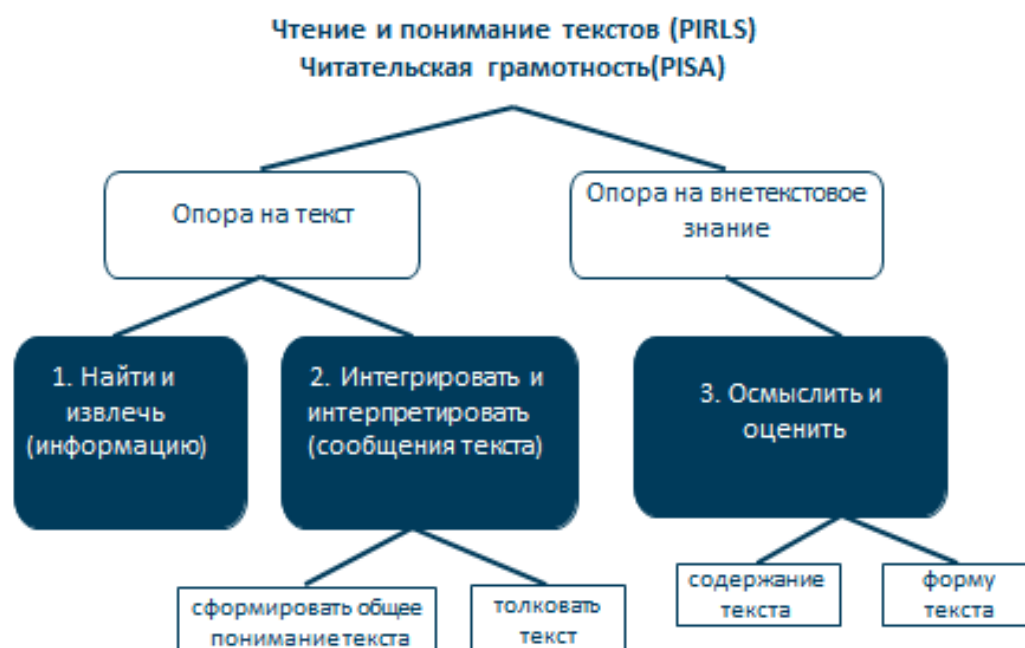 Чтение и понимание текстов (PIRLS)
Читательская грамотность(PISA)
Опора на текст
Опора на внетекстовое
знание
1. Найти и
извлечь
(информацию)
2. Интегрировать и
интерпретировать
(сообщения текста)
3. Осмыслить и
оценить
сформировать общее
понимание текста
толковать
текст
содержание
текста
форму
текста